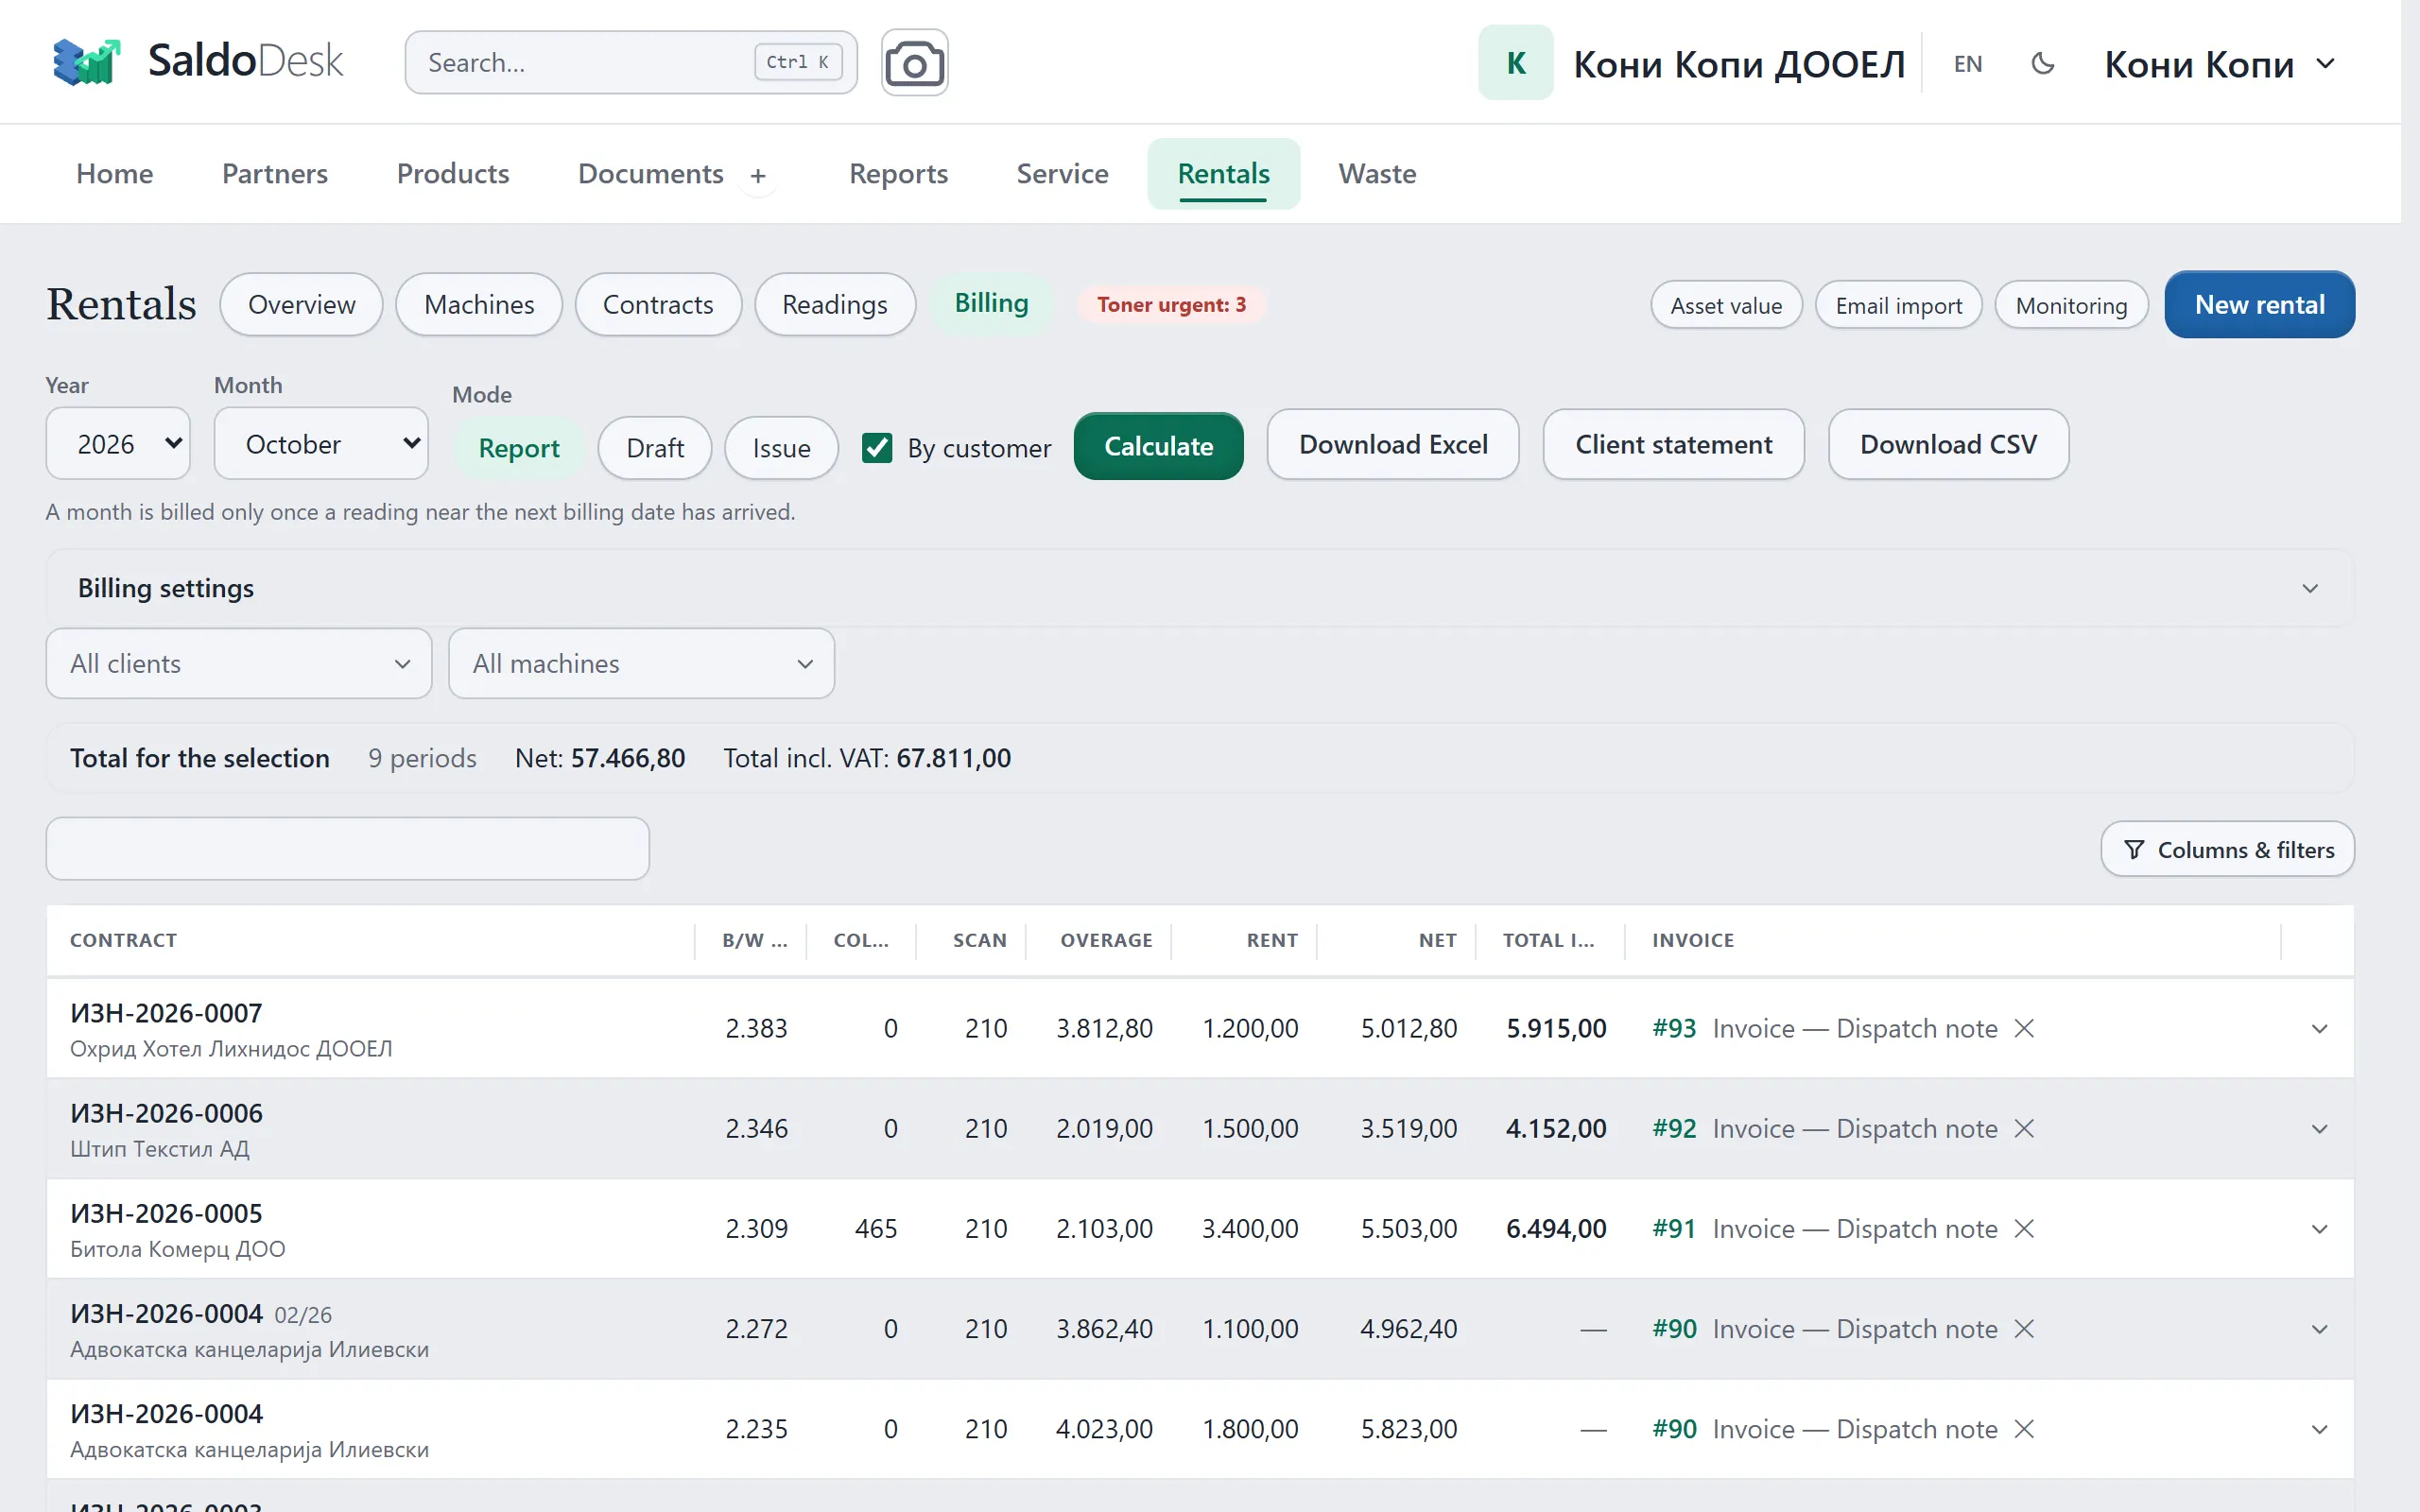 SaldoDesk
Search... Ctrl K
K Кони Копи ДООЕЛ EN Кони Копи
Home Partners Products Documents + Reports Service Rentals Waste
Rentals Overview Machines Contracts Readings Billing Toner urgent: 3 Asset value Email import Monitoring New rental
Year Month Mode
2026 October Report Draft Issue By customer Calculate Download Excel Client statement Download CSV
A month is billed only once a reading near the next billing date has arrived.
Billing settings
All clients All machines
Total for the selection 9 periods Net: 57.466,80 Total incl. VAT: 67.811,00
Columns & filters
CONTRACT B/W ... COL... SCAN OVERAGE RENT NET TOTAL I... INVOICE
ИЗН-2026-0007
Охрид Хотел Лихнидос ДООЕЛ
2.383 0 210 3.812,80 1.200,00 5.012,80 5.915,00 #93 Invoice — Dispatch note
ИЗН-2026-0006
Штип Текстил АД
2.346 0 210 2.019,00 1.500,00 3.519,00 4.152,00 #92 Invoice — Dispatch note
ИЗН-2026-0005
Битола Комерц ДОО
2.309 465 210 2.103,00 3.400,00 5.503,00 6.494,00 #91 Invoice — Dispatch note
ИЗН-2026-0004 02/26
Адвокатска канцеларија Илиевски
2.272 0 210 3.862,40 1.100,00 4.962,40 — #90 Invoice — Dispatch note
ИЗН-2026-0004
Адвокатска канцеларија Илиевски
2.235 0 210 4.023,00 1.800,00 5.823,00 — #90 Invoice — Dispatch note